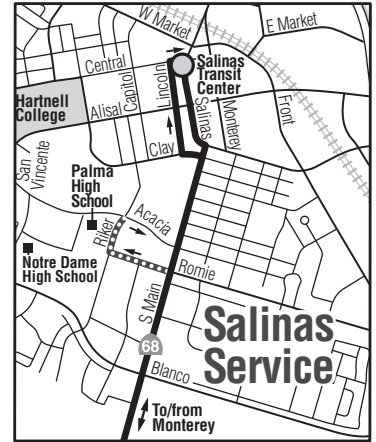 W Market
E Market
Central
Salinas
Transit
Center
Capitol
Lincoln
Hartnell
College
Alisal
Salinas
Monterey
Front
San
Vincente
Clay
Palma
High
School
Acacia
Riker
Notre Dame
High School
Romie
S Main
Salinas
Service
68
Blanco
To/from
Monterey